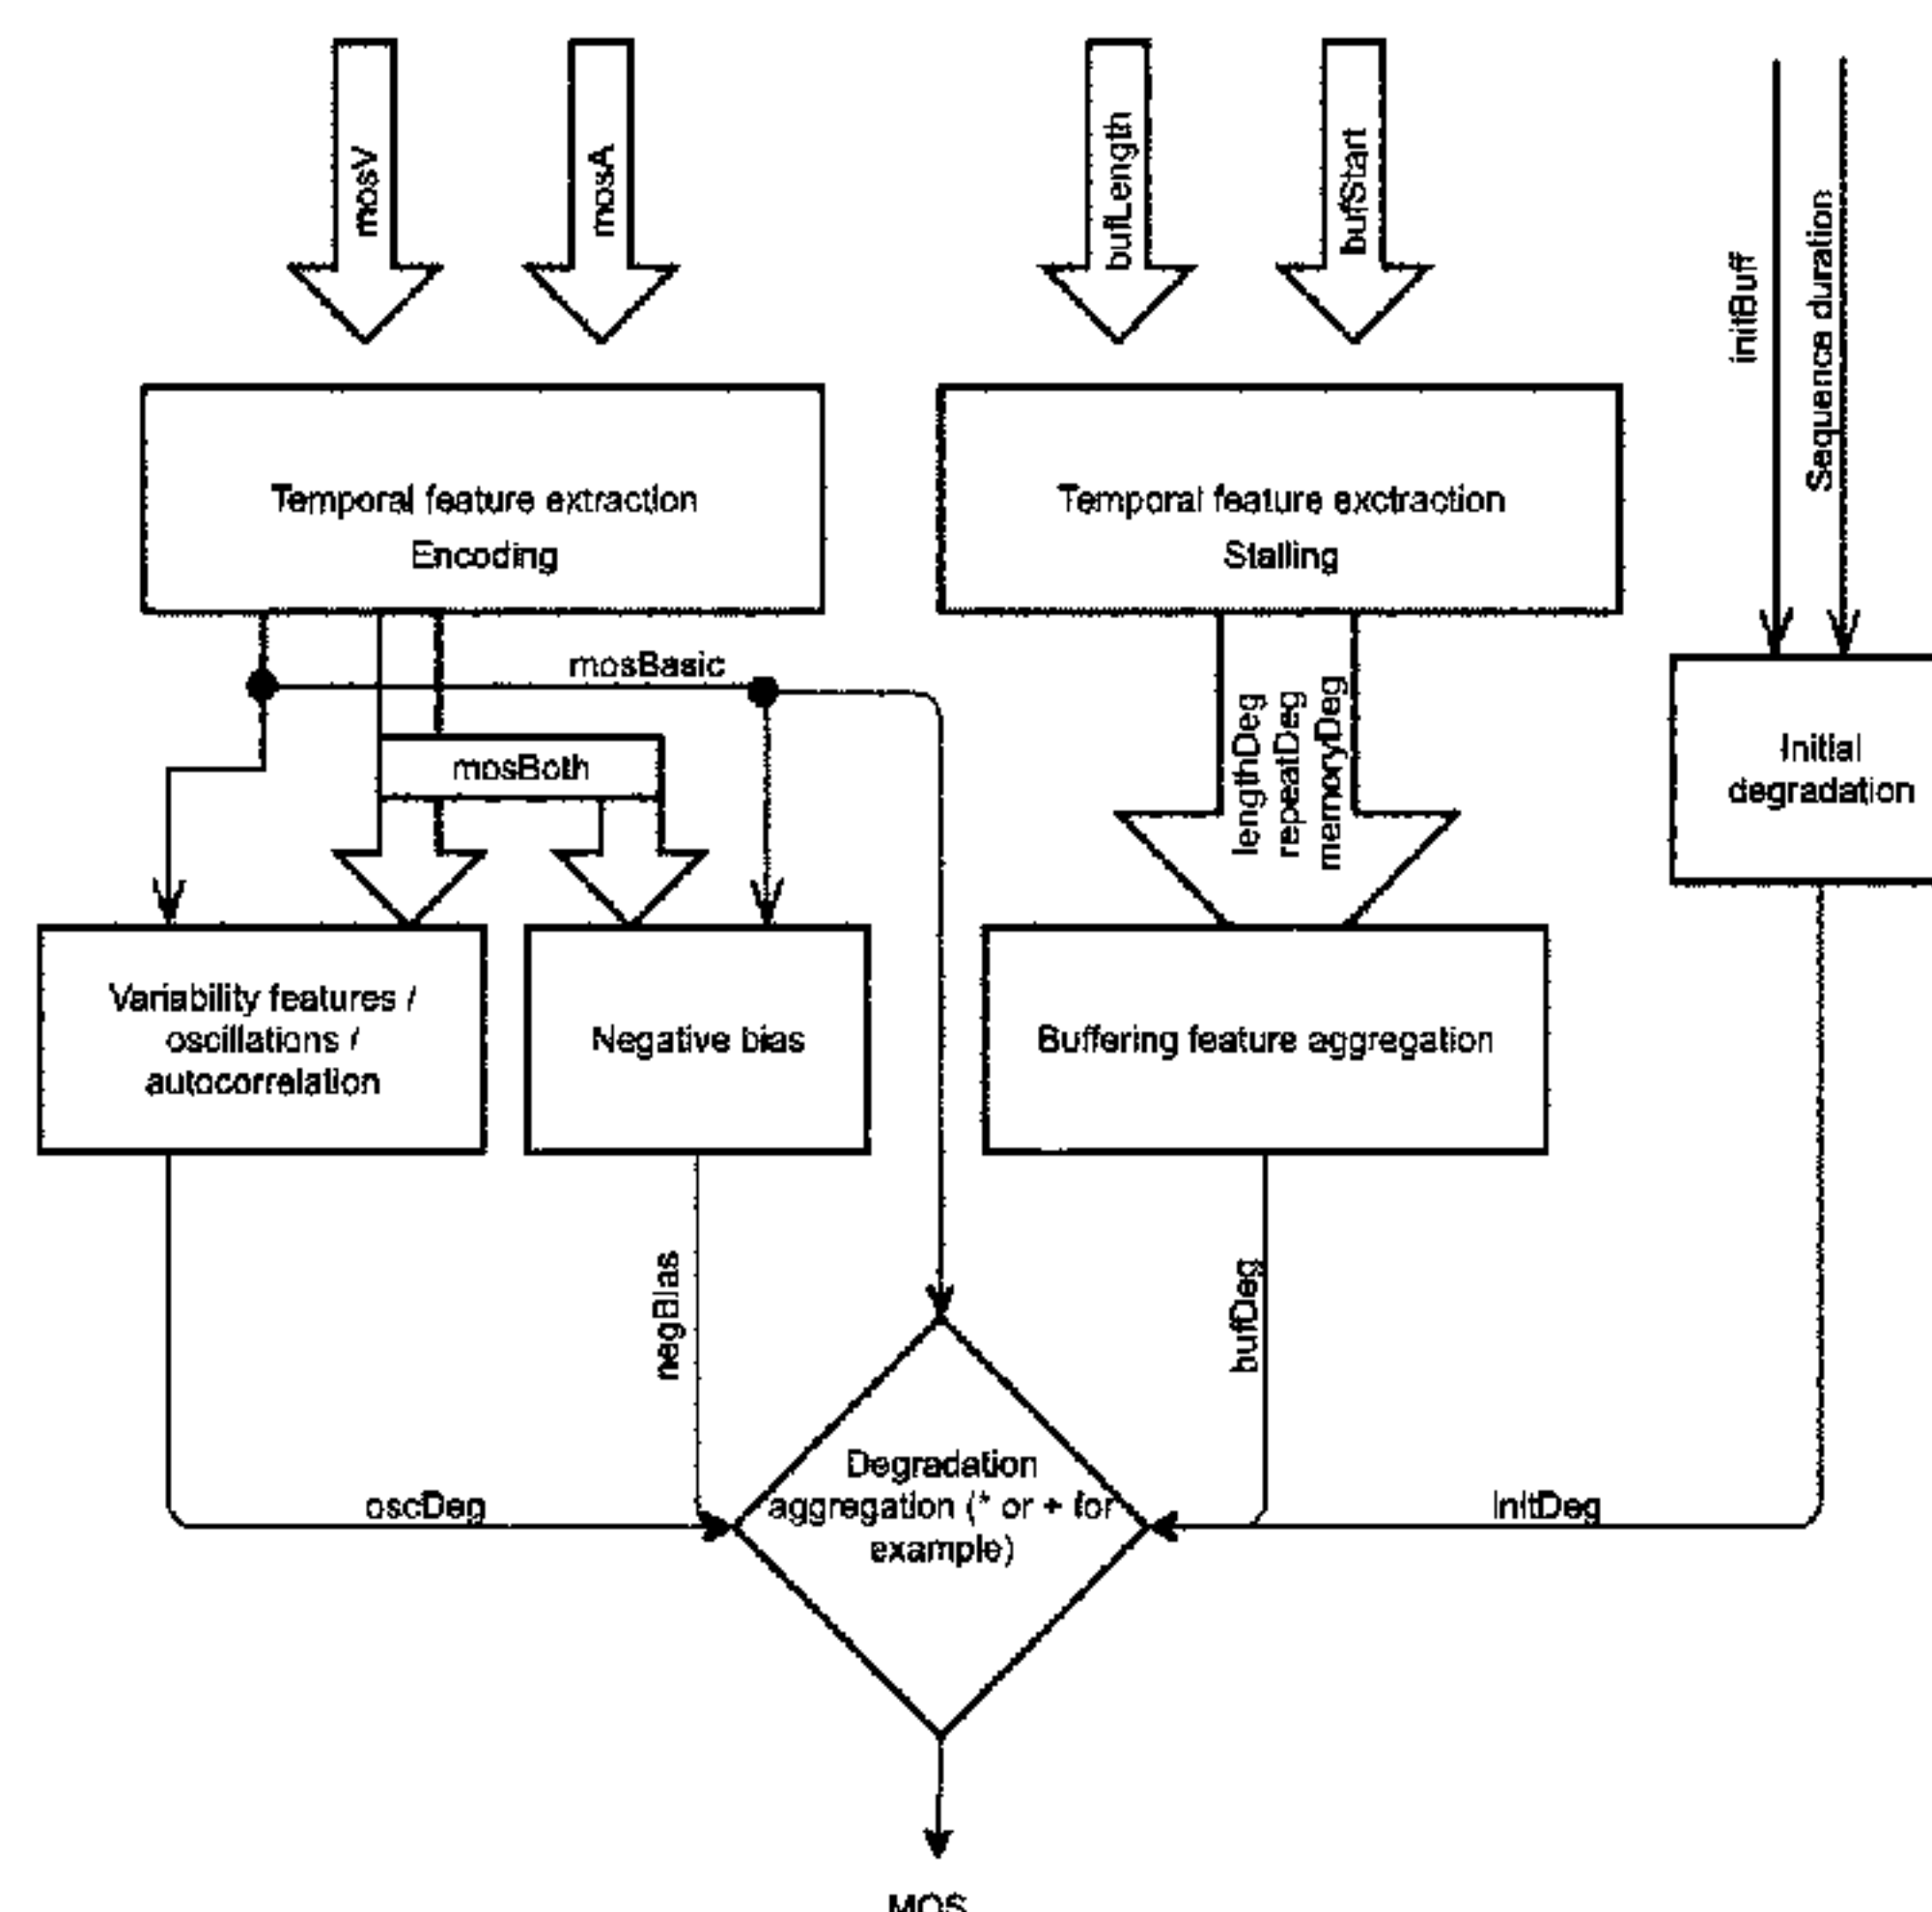 mosV
mosA
bufLength
bufStart
initBuff
Sequence duration
Temporal feature extraction
Encoding
Temporal feature exctraction
Stalling
mosBasic
mosBoth
lengthDeg
repeatDeg
memoryDeg
Initial
degradation
Variability features /
oscillations /
autocorrelation
Negative bias
Buffering feature aggregation
negBias
bufDeg
Degradation
aggregation (* or + for
example)
oscDeg
initDeg
MOS